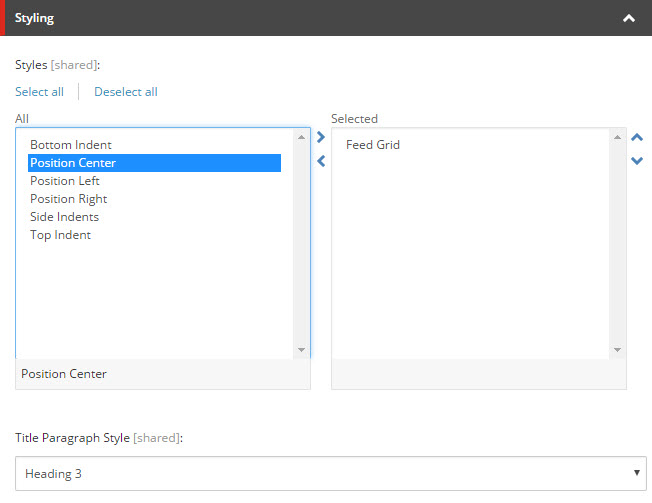 Styling
Styles [shared]:
Select all
Deselect all
All
Selected
Bottom Indent
Position Center
Position Left
Position Right
Side Indents
Top Indent
Feed Grid
Position Center
Title Paragraph Style [shared]:
Heading 3